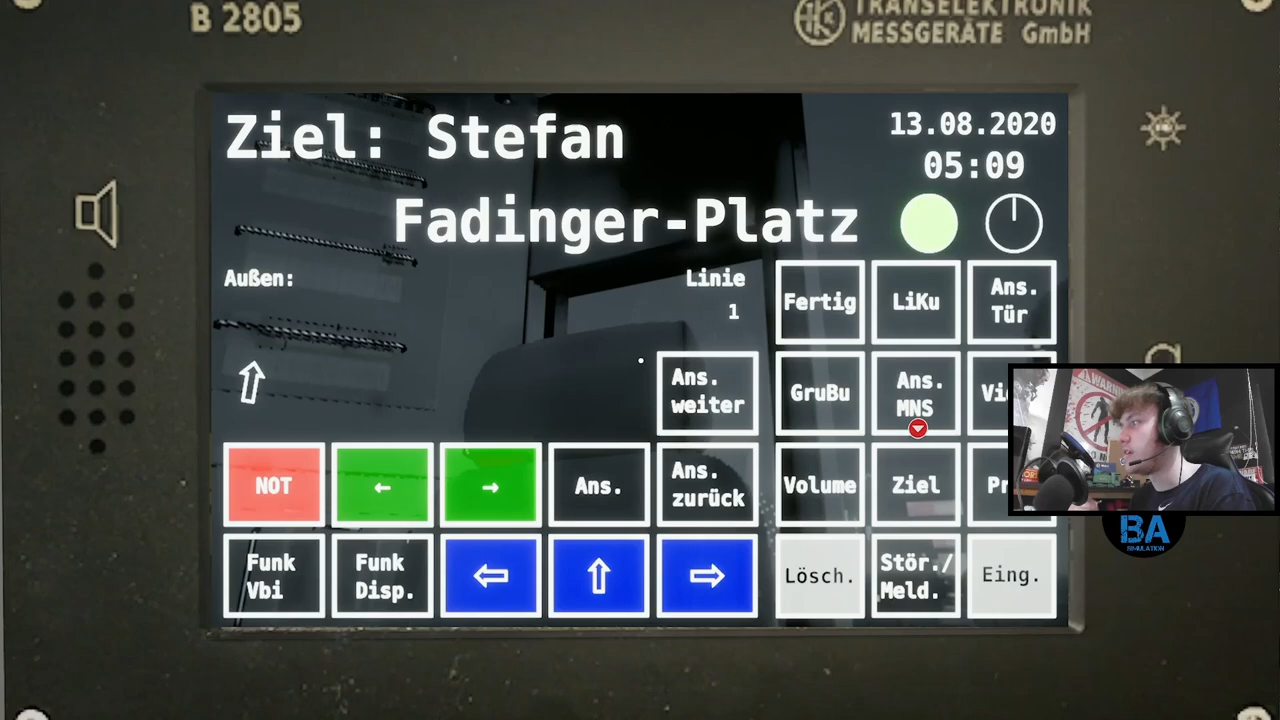 B 2805
TRANSELEKTRONIK
MESSGERÄTE GmbH
Ziel: Stefan
Fadinger-Platz
13.08.2020
05:09
Außen:
Linie
1
Fertig
LiKu
Ans.
Tür
Ans.
weiter
GruBu
Ans.
MNS
NOT
←
→
Ans.
Ans.
zurück
Volume
Ziel
Funk
Vbi
Funk
Disp.
Lösch.
Stör./
Meld.
Eing.
BA
SIMULATION